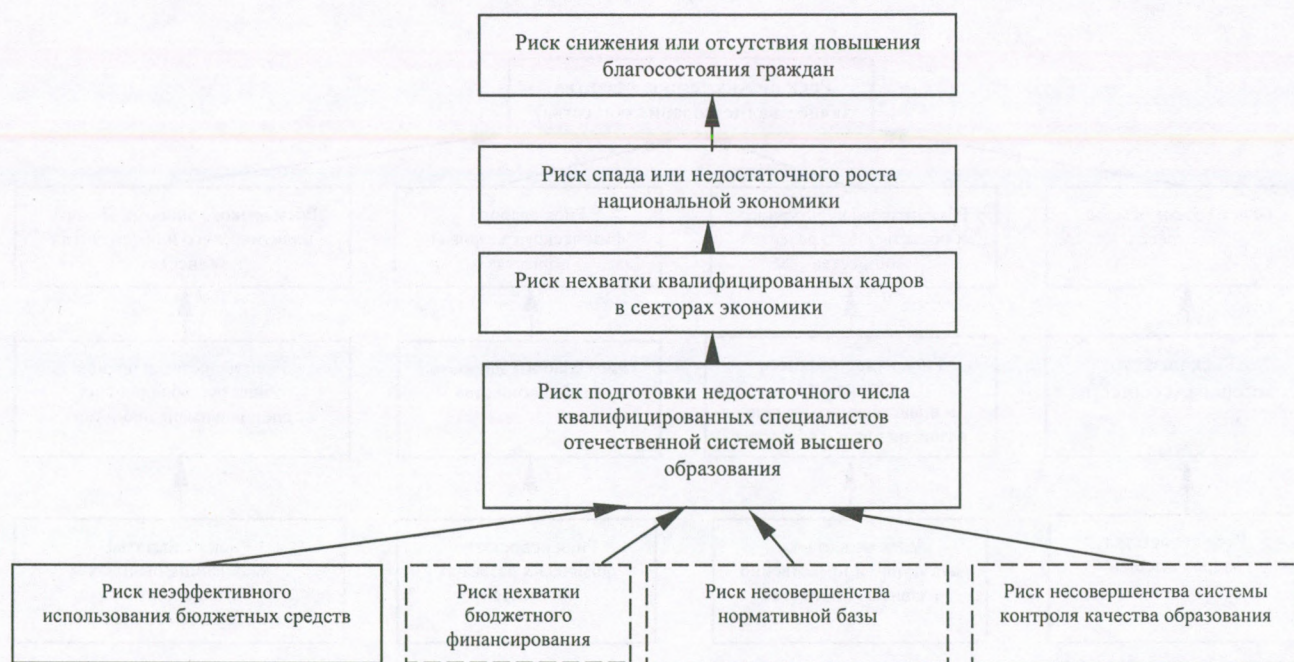 Риск снижения или отсутствия повышения
благосостояния граждан
Риск спада или недостаточного роста
национальной экономики
Риск нехватки квалифицированных кадров
в секторах экономики
Риск подготовки недостаточного числа
квалифицированных специалистов
отечественной системой высшего
образования
Риск неэффективного
использования бюджетных средств
Риск нехватки
бюджетного
финансирования
Риск несовершенства
нормативной базы
Риск несовершенства системы
контроля качества образования